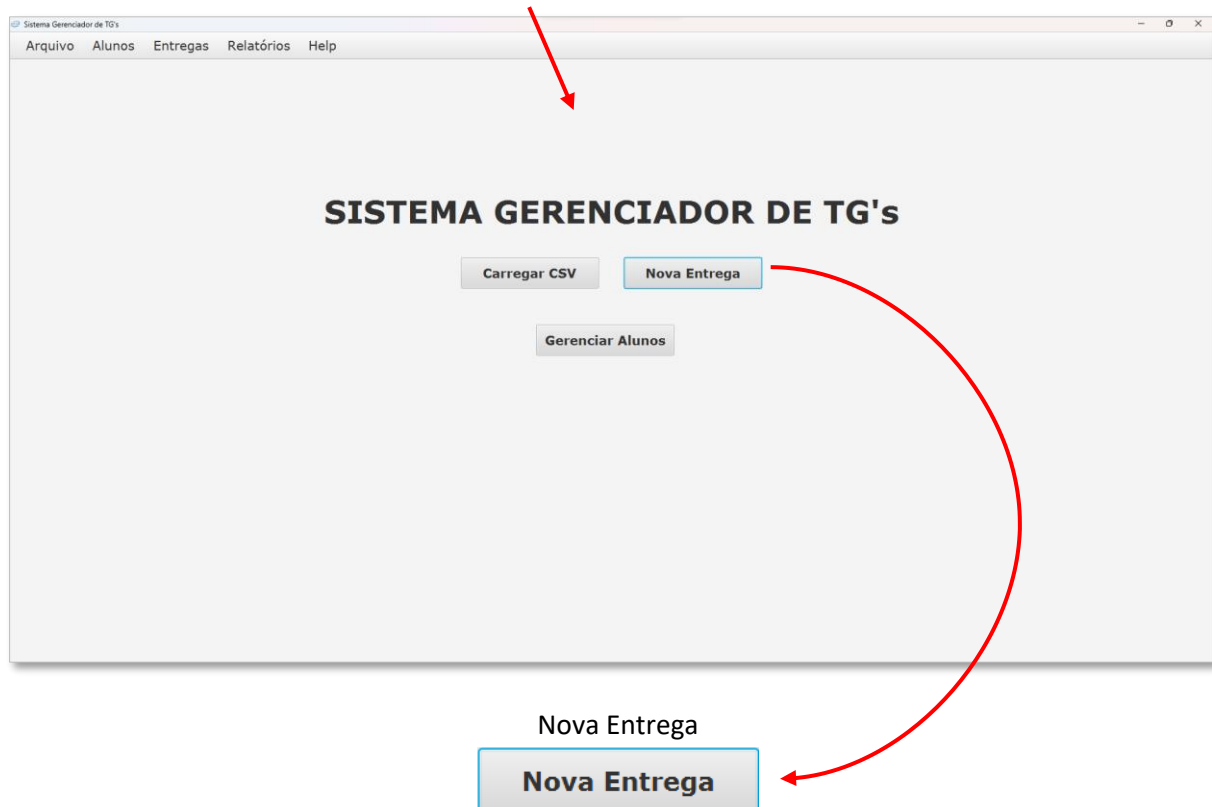 Sistema Gerenciador de TG's
Arquivo Alunos Entregas Relatórios Help
SISTEMA GERENCIADOR DE TG's
Carregar CSV Nova Entrega
Gerenciar Alunos
Nova Entrega
Nova Entrega